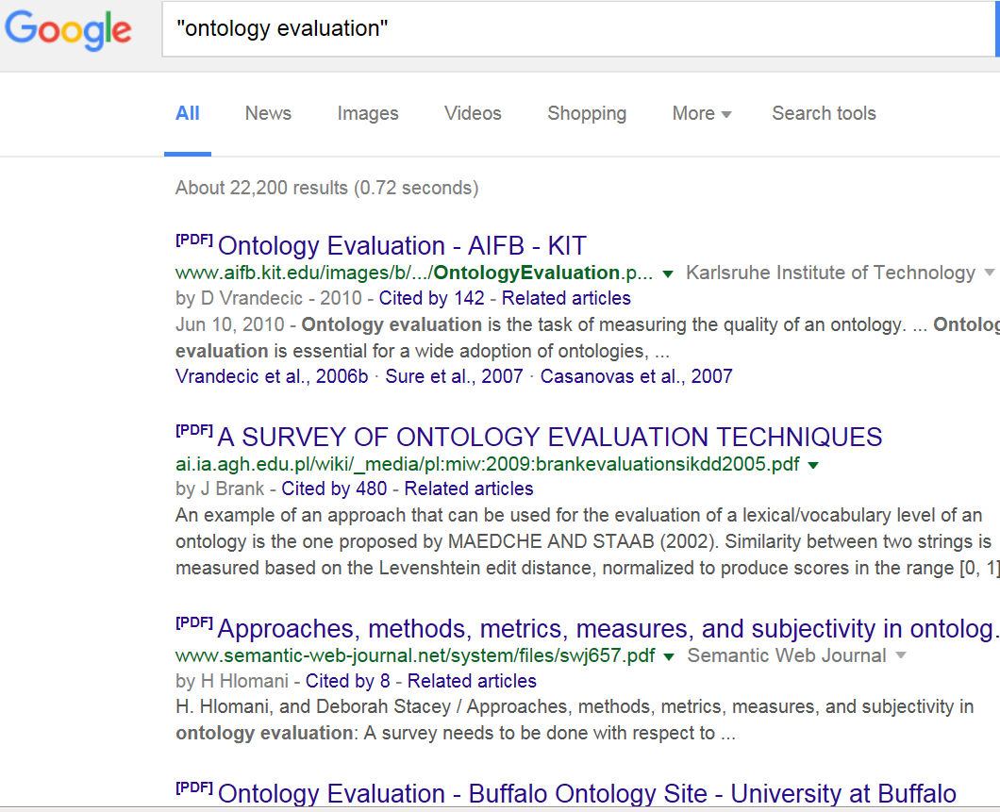 Google
"ontology evaluation"
All News Images Videos Shopping More Search tools
About 22,200 results (0.72 seconds)
[PDF] Ontology Evaluation - AIFB - KIT
www.aifb.kit.edu/images/b/.../OntologyEvaluation.p... Karlsruhe Institute of Technology
by D Vrandecic - 2010 - Cited by 142 - Related articles
Jun 10, 2010 - Ontology evaluation is the task of measuring the quality of an ontology. ... Ontolog
evaluation is essential for a wide adoption of ontologies, ...
Vrandecic et al., 2006b · Sure et al., 2007 · Casanovas et al., 2007
[PDF] A SURVEY OF ONTOLOGY EVALUATION TECHNIQUES
ai.ia.agh.edu.pl/wiki/_media/pl:miw:2009:brankevaluationsikdd2005.pdf
by J Brank - Cited by 480 - Related articles
An example of an approach that can be used for the evaluation of a lexical/vocabulary level of an
ontology is the one proposed by MAEDCHE AND STAAB (2002). Similarity between two strings is
measured based on the Levenshtein edit distance, normalized to produce scores in the range [0, 1]
[PDF] Approaches, methods, metrics, measures, and subjectivity in ontolog.
www.semantic-web-journal.net/system/files/swj657.pdf Semantic Web Journal
by H Hlomani - Cited by 8 - Related articles
H. Hlomani, and Deborah Stacey / Approaches, methods, metrics, measures, and subjectivity in
ontology evaluation: A survey needs to be done with respect to ...
[PDF] Ontology Evaluation - Buffalo Ontology Site - University at Buffalo